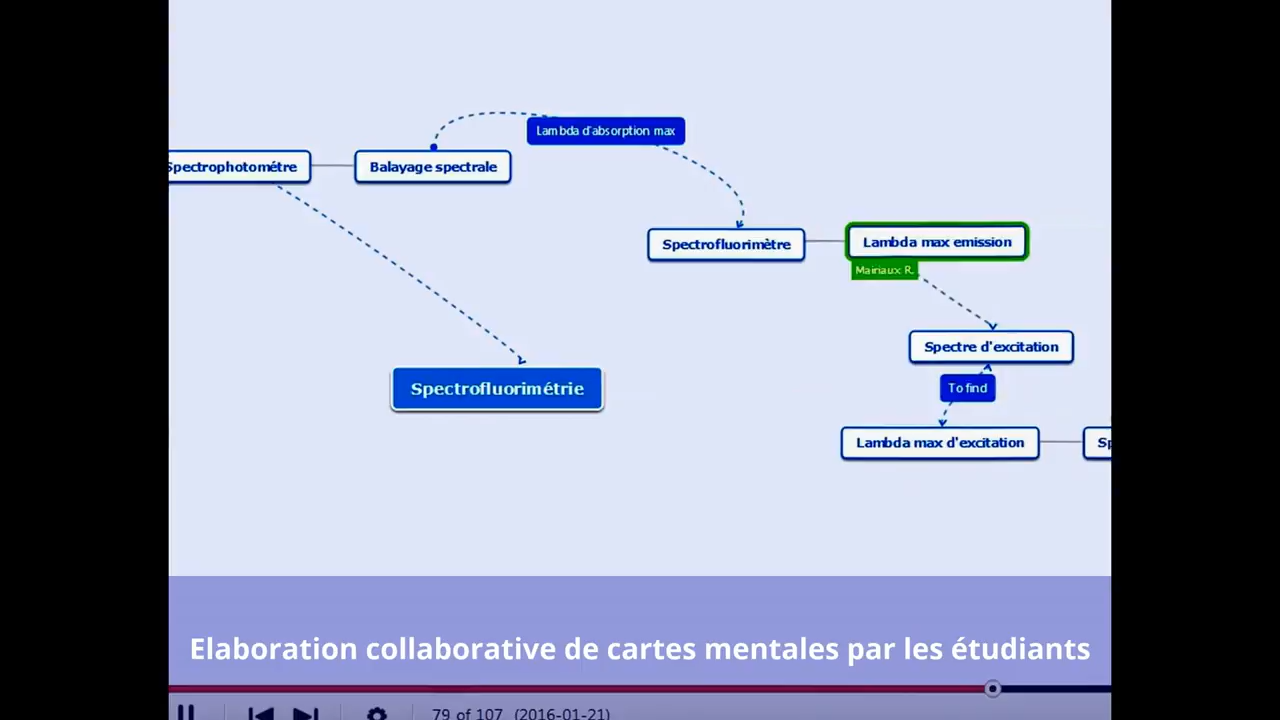 Lambda d'absorption max
Spectrophotométre
Balayage spectrale
Spectrofluorimètre
Lambda max emission
Mairiaux R.
Spectre d'excitation
Spectrofluorimétrie
To find
Lambda max d'excitation
Sp
Elaboration collaborative de cartes mentales par les étudiants
79 of 107 (2016-01-21)